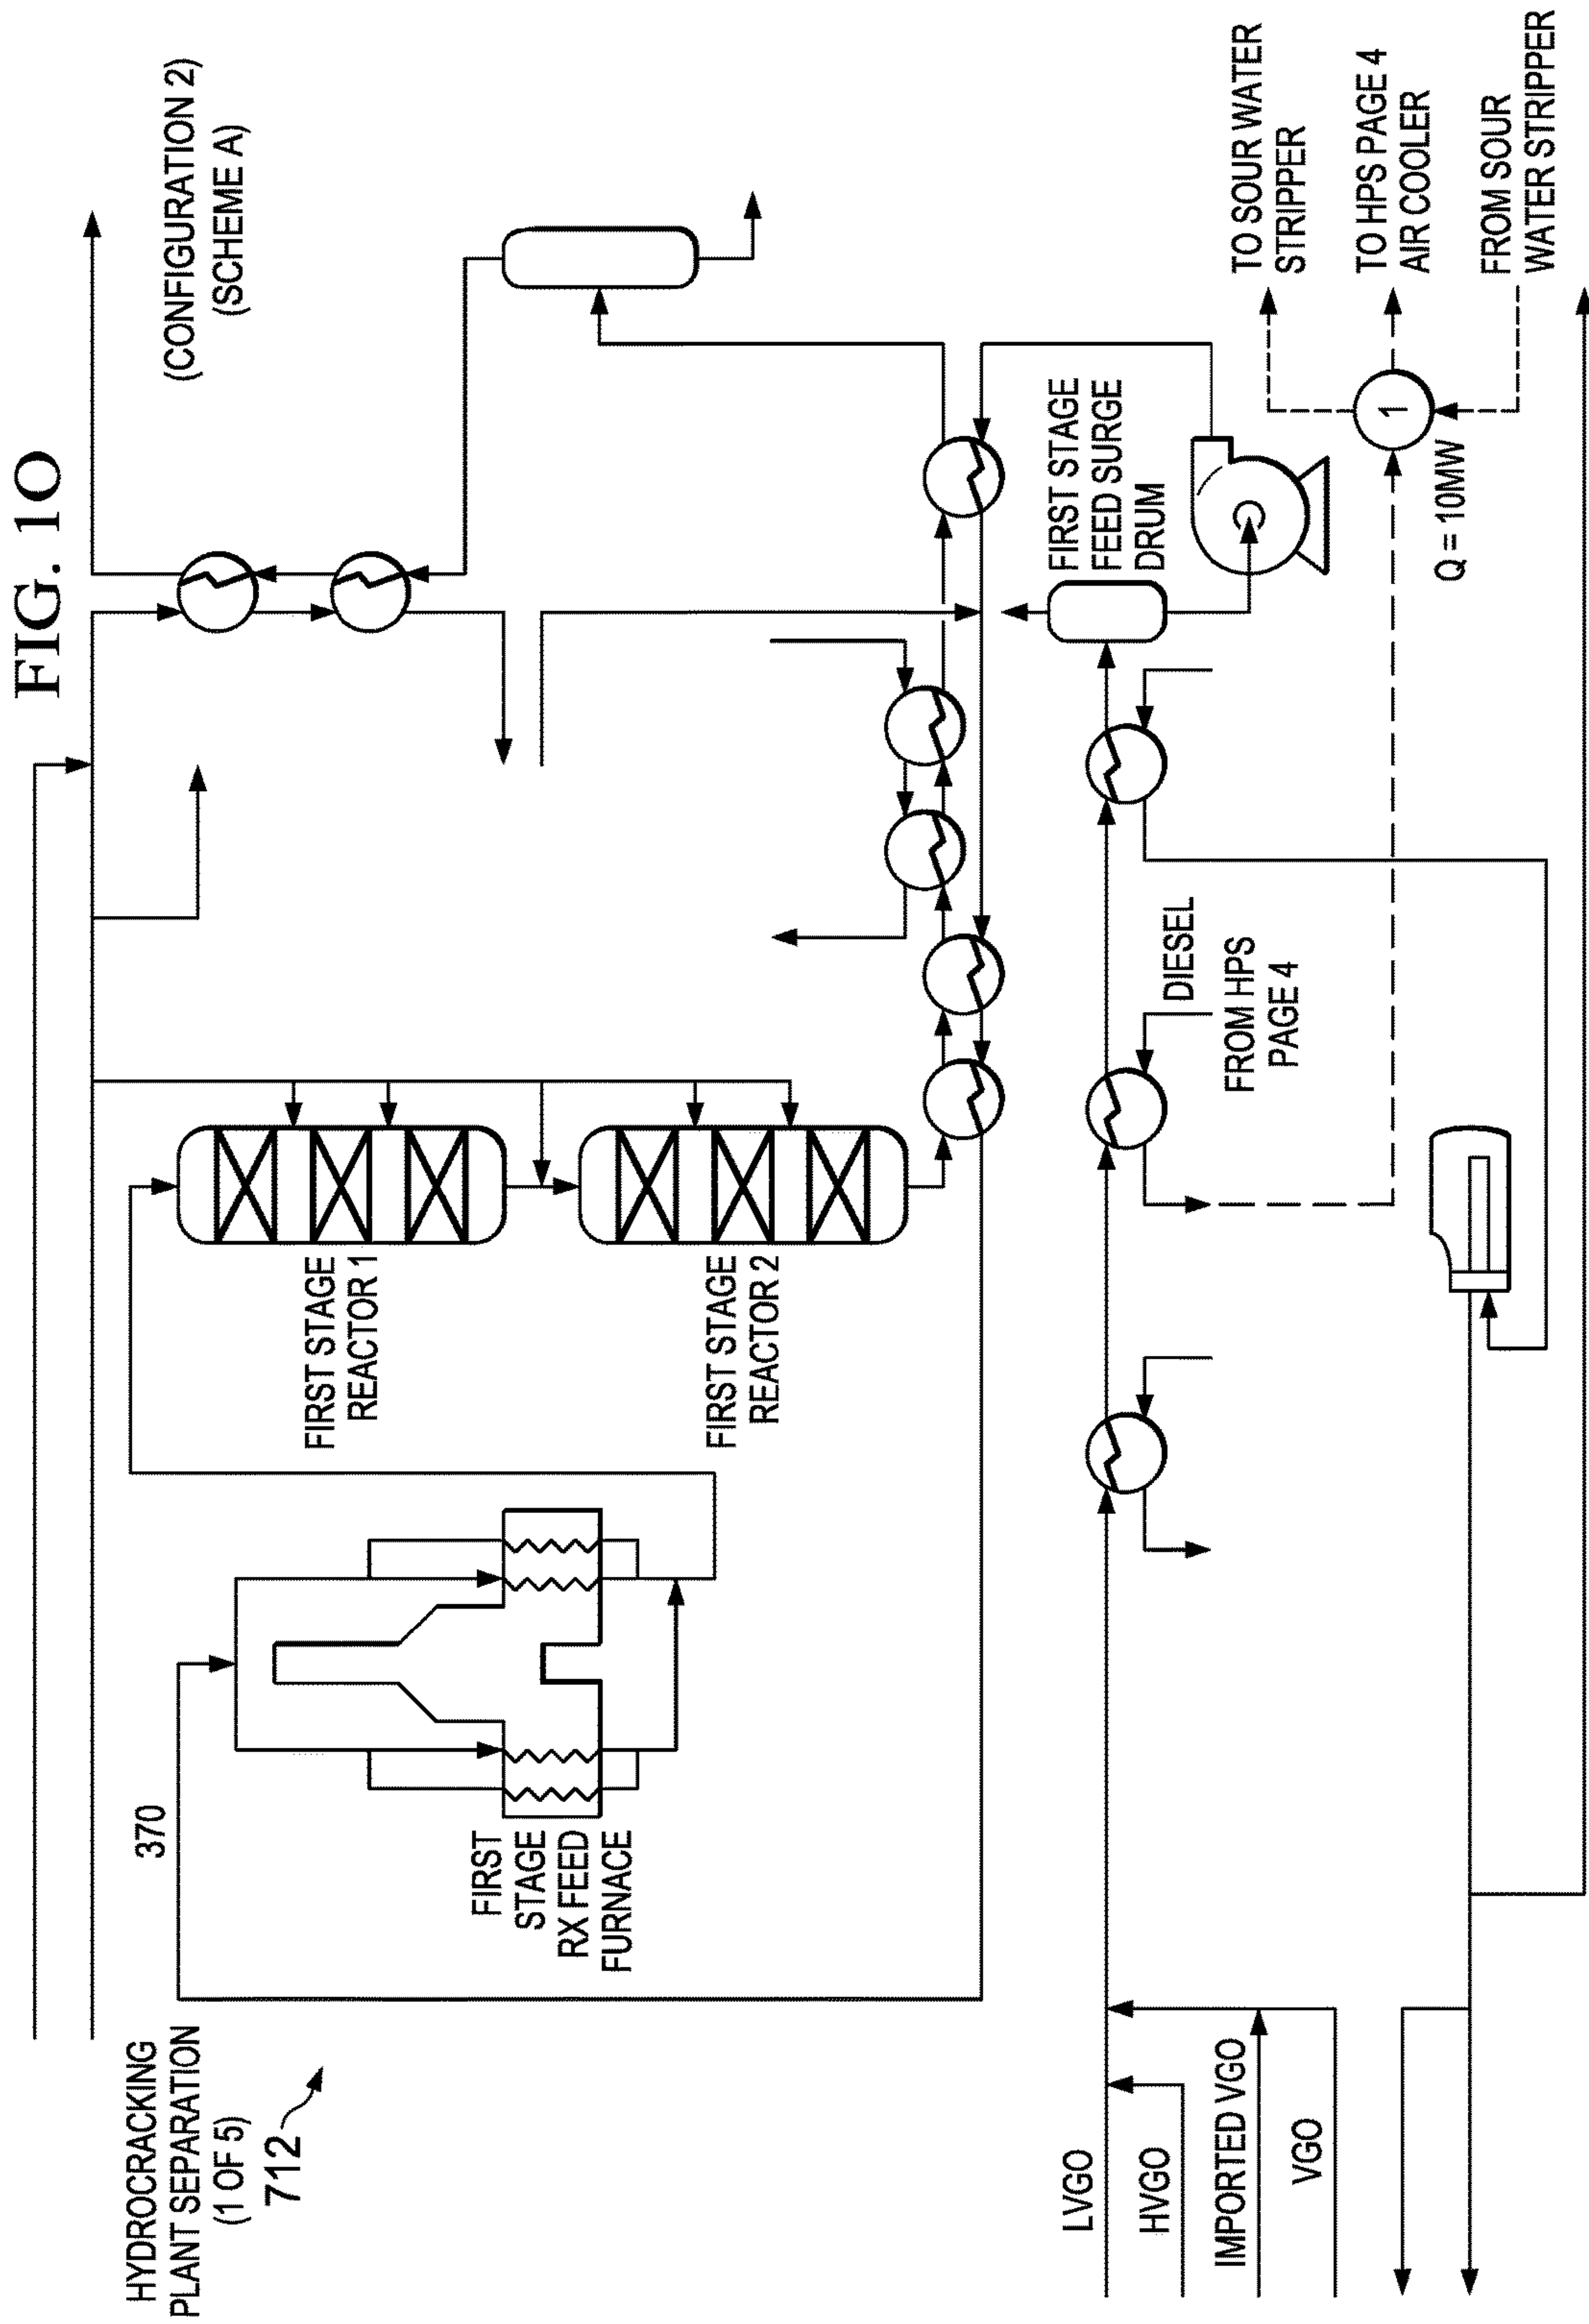 FIG. 1O
(CONFIGURATION 2)
(SCHEME A)
HYDROCRACKING
PLANT SEPARATION
(1 OF 5)
712
370
FIRST
STAGE
RX FEED
FURNACE
FIRST STAGE
REACTOR 1
FIRST STAGE
REACTOR 2
FIRST STAGE
FEED SURGE
DRUM
LVGO
HVGO
IMPORTED VGO
VGO
DIESEL
FROM HPS
PAGE 4
Q = 10MW
1
TO SOUR WATER
STRIPPER
TO HPS PAGE 4
AIR COOLER
FROM SOUR
WATER STRIPPER